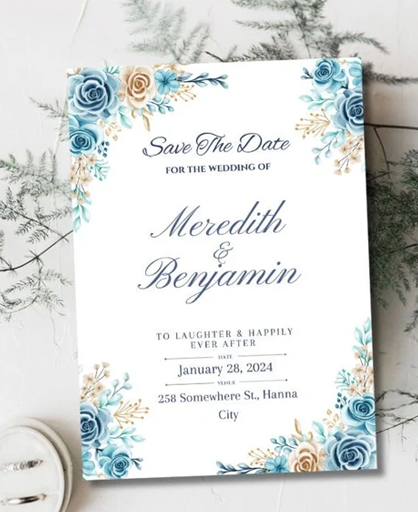 Save The Date
FOR THE WEDDING OF
Meredith
&
Benjamin
TO LAUGHTER & HAPPILY
EVER AFTER
DATE
January 28, 2024
VENUE
258 Somewhere St., Hanna
City